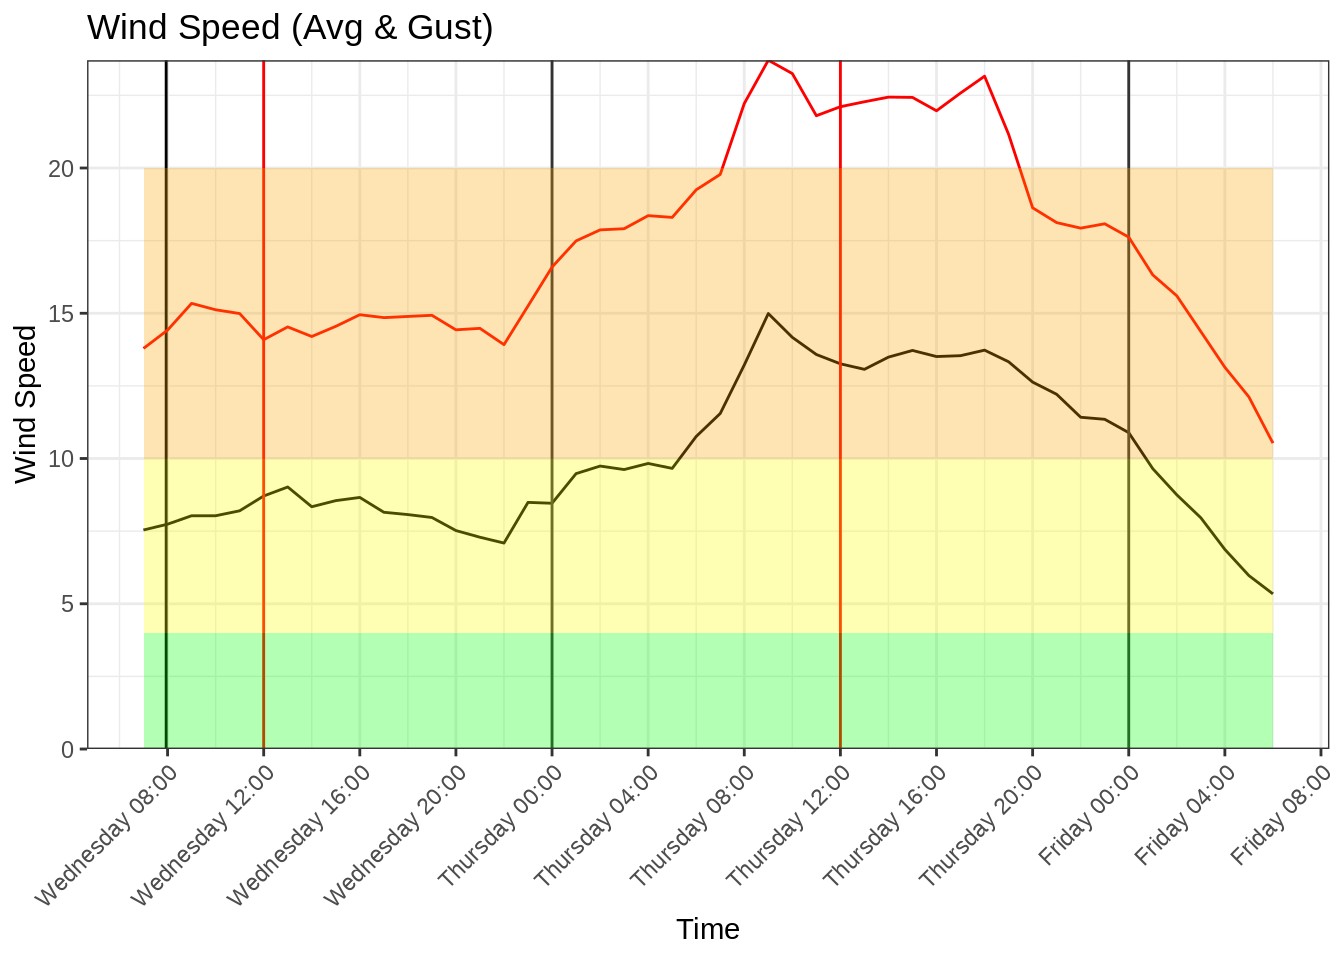 Wind Speed (Avg & Gust)
Wind Speed
20
15
10
5
0
Wednesday 08:00
Wednesday 12:00
Wednesday 16:00
Wednesday 20:00
Thursday 00:00
Thursday 04:00
Thursday 08:00
Thursday 12:00
Thursday 16:00
Thursday 20:00
Friday 00:00
Friday 04:00
Friday 08:00
Time